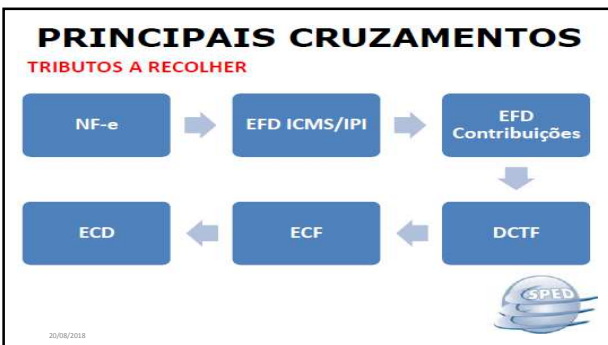 PRINCIPAIS CRUZAMENTOS
TRIBUTOS A RECOLHER
NF-e
EFD ICMS/IPI
EFD
Contribuições
ECD
ECF
DCTF
SPED
20/08/2018